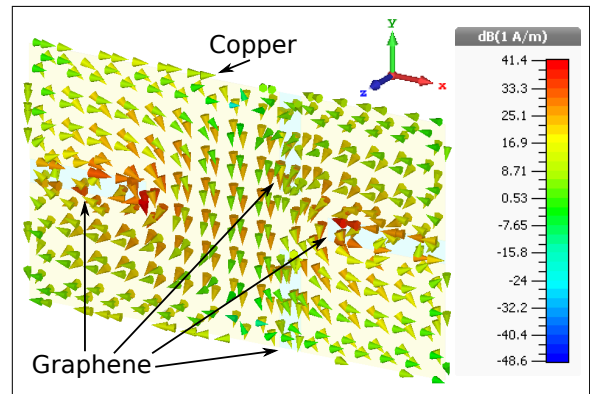 Copper
Y
z
x
dB(1 A/m)
41.4
33.3
25.1
16.9
8.71
0.53
-7.65
-15.8
-24
-32.2
-40.4
-48.6
Graphene